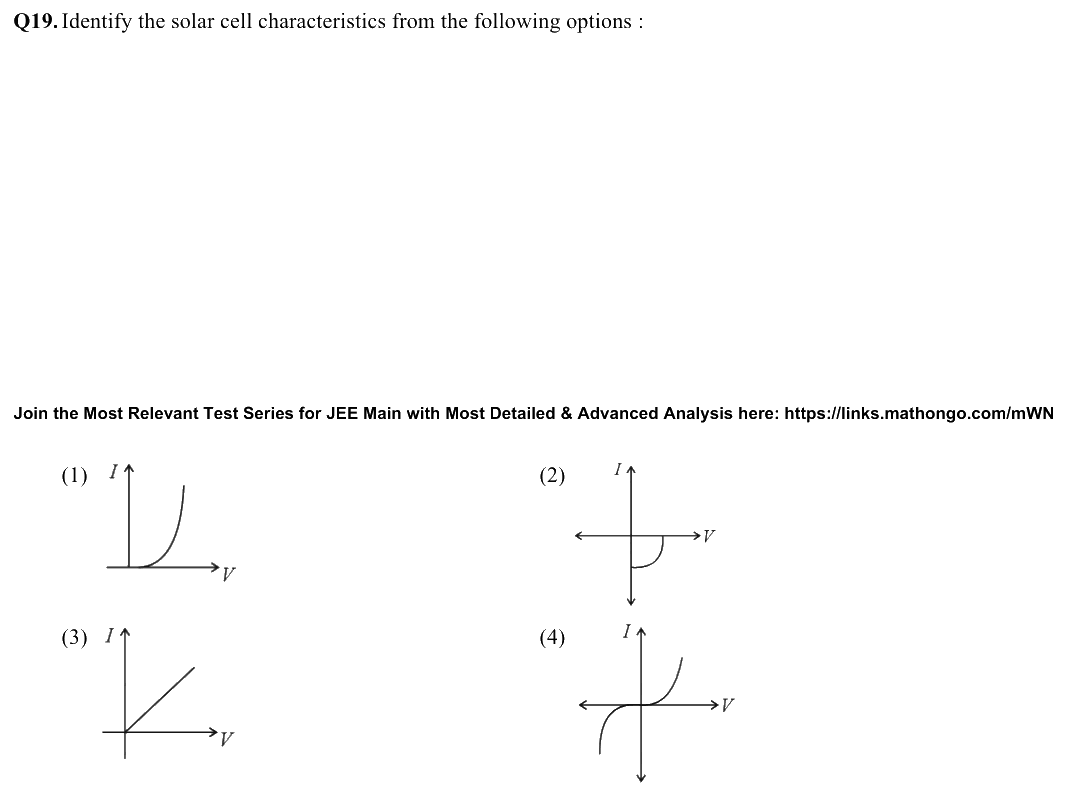 Q19. Identify the solar cell characteristics from the following options :
Join the Most Relevant Test Series for JEE Main with Most Detailed & Advanced Analysis here: https://links.mathongo.com/mWN
(1) I V
(2) I V
(3) I V
(4) I V